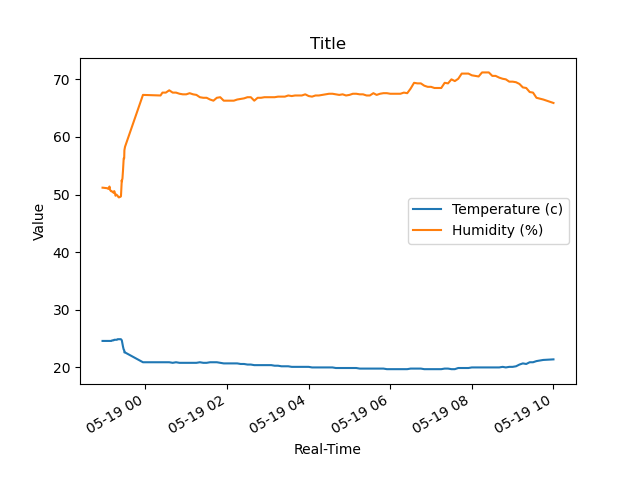 Title
70
60
50
40
30
20
Value
Temperature (c)
Humidity (%)
05-19 00
05-19 02
05-19 04
05-19 06
05-19 08
05-19 10
Real-Time